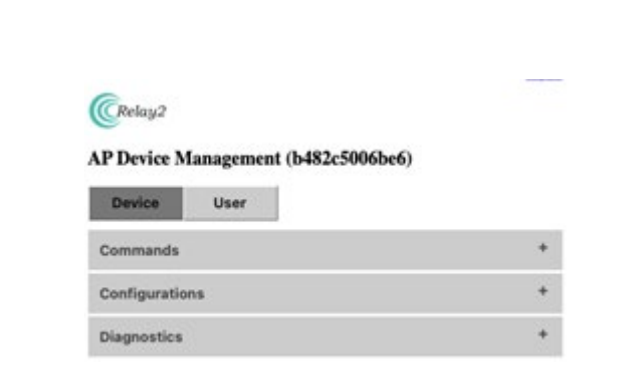 Relay2
AP Device Management (b482c5006be6)
Device User
Commands +
Configurations +
Diagnostics +